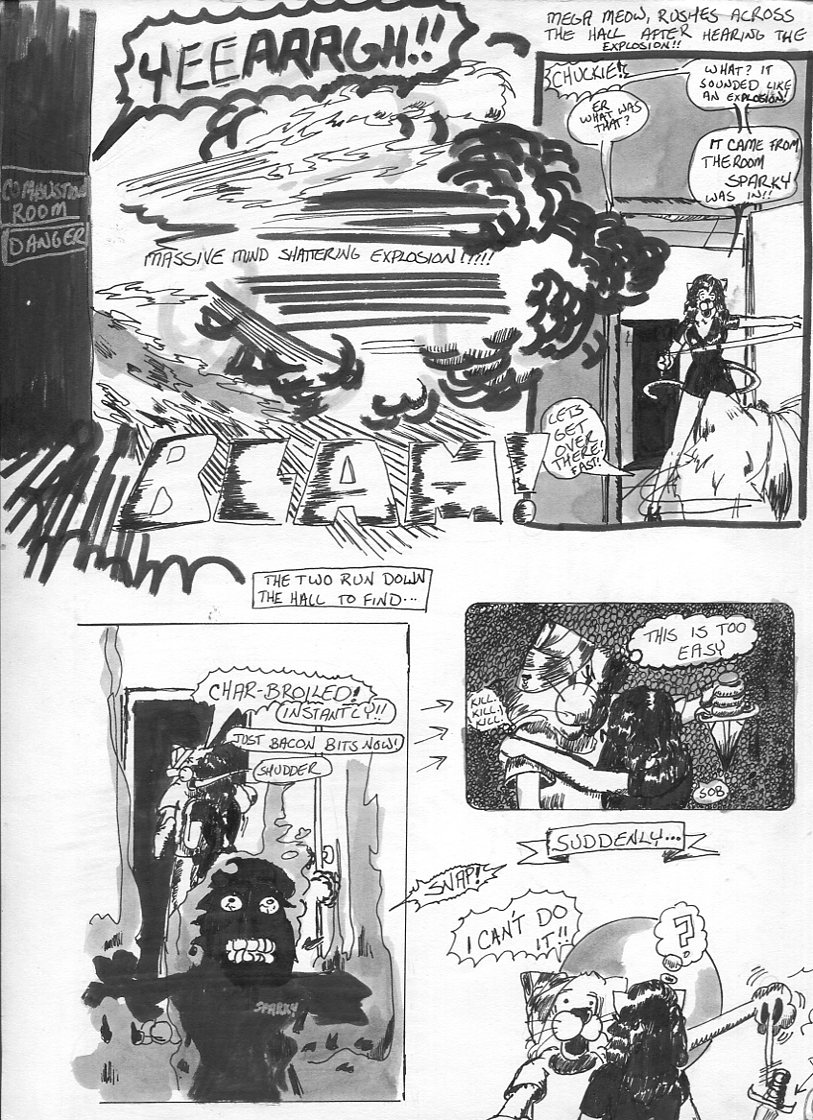 YEEARRRGH!!
COMBUSTION
ROOM
DANGER
MASSIVE MIND SHATTERING EXPLOSION!!!!!
BLAM!
MEGA MEOW, RUSHES ACROSS
THE HALL AFTER HEARING THE
EXPLOSION!!
CHUCKIE!!
WHAT? IT
SOUNDED LIKE
AN EXPLOSION!
ER
WHAT WAS
THAT?
IT CAME FROM
THE ROOM
SPARKY
WAS IN!!
LETS
GET
OVER
THERE!
FAST!
THE TWO RUN DOWN
THE HALL TO FIND...
CHAR-BROILED!
INSTANTLY!!
JUST BACON BITS NOW!
SHUDDER
SPARKY
THIS IS TOO
EASY
KILL.
KILL.
KILL.
SOB
SUDDENLY...
SNAP!
I CAN'T DO
IT!!
?